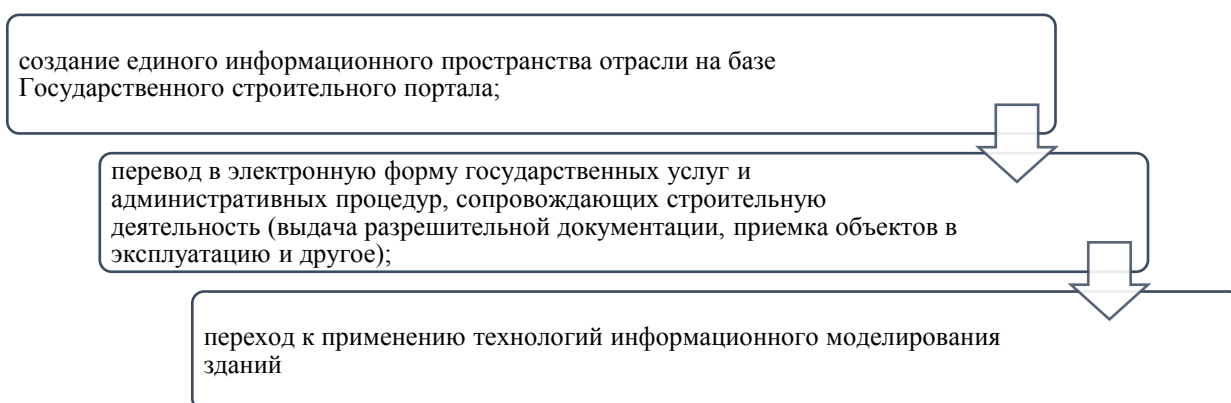 создание единого информационного пространства отрасли на базе
Государственного строительного портала;
перевод в электронную форму государственных услуг и
административных процедур, сопровождающих строительную
деятельность (выдача разрешительной документации, приемка объектов в
эксплуатацию и другое);
переход к применению технологий информационного моделирования
зданий